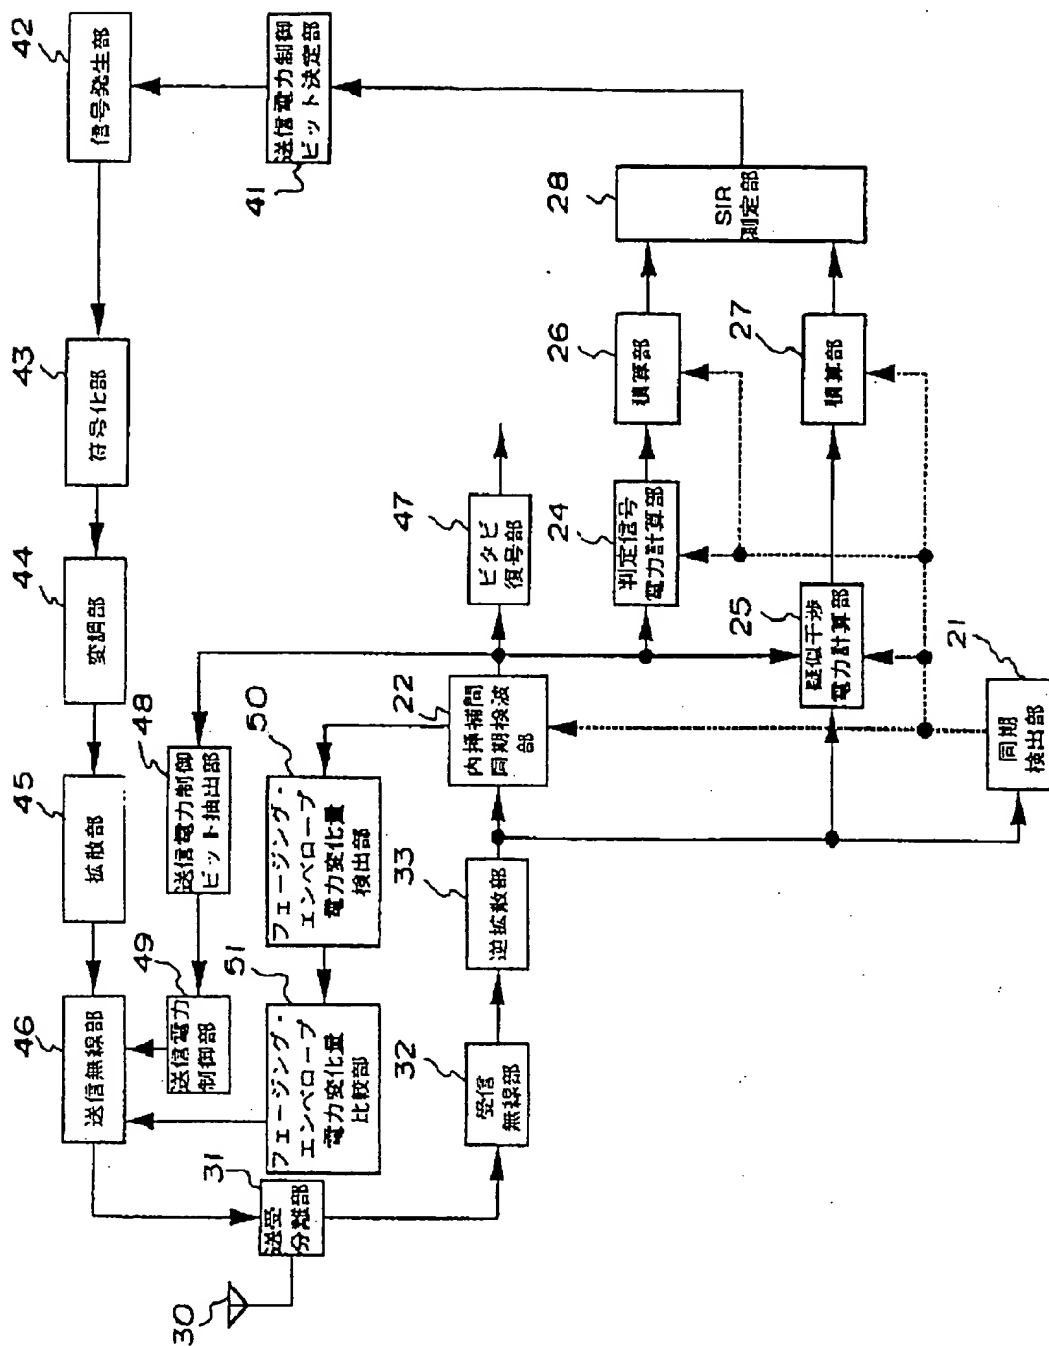 42
信号発生部
送信電力制御
ビット決定部
41
43
符号化部
44
変調部
45
拡散部
46
送信無線部
48
送信電力制御
ビット抽出部
49
送信電力
制御部
50
フェージング・
エンベロープ
電力変化量
検出部
51
フェージング・
エンベロープ
電力変化量
比較部
28
SIR
測定部
26
積算部
27
積算部
47
ビタビ
復号部
24
判定信号
電力計算部
25
疑似干渉
電力計算部
22
内挿補間
同期検波
部
21
同期
検出部
33
逆拡散部
32
受信
無線部
31
送受
分離部
30